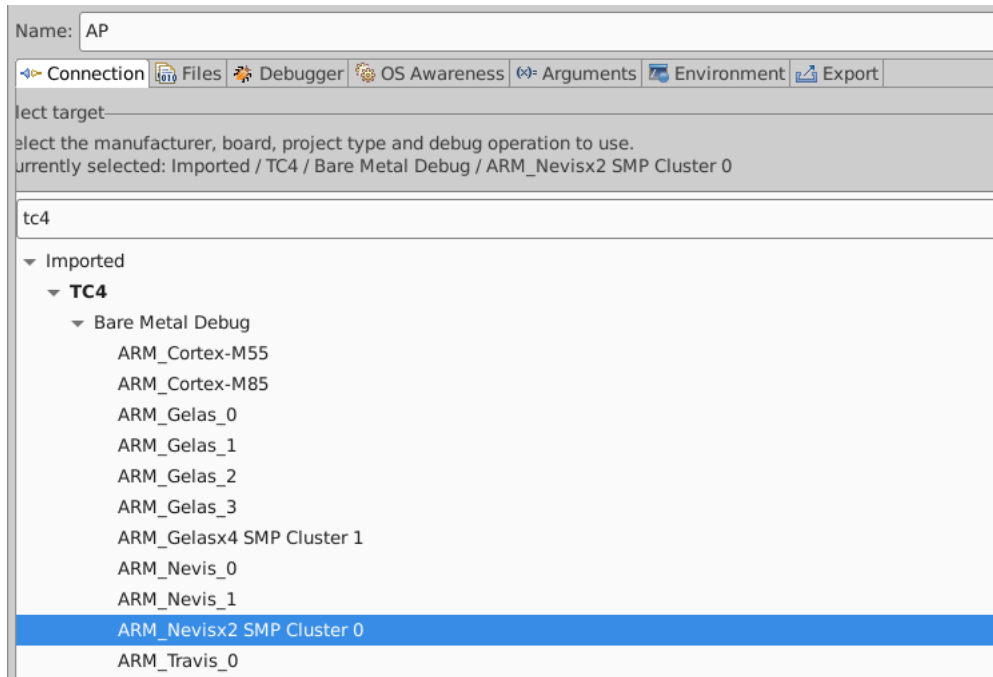 Name: AP
Connection Files Debugger OS Awareness Arguments Environment Export
lect target
elect the manufacturer, board, project type and debug operation to use.
urrently selected: Imported / TC4 / Bare Metal Debug / ARM_Nevisx2 SMP Cluster 0
tc4
Imported
TC4
Bare Metal Debug
ARM_Cortex-M55
ARM_Cortex-M85
ARM_Gelas_0
ARM_Gelas_1
ARM_Gelas_2
ARM_Gelas_3
ARM_Gelasx4 SMP Cluster 1
ARM_Nevis_0
ARM_Nevis_1
ARM_Nevisx2 SMP Cluster 0
ARM_Travis_0